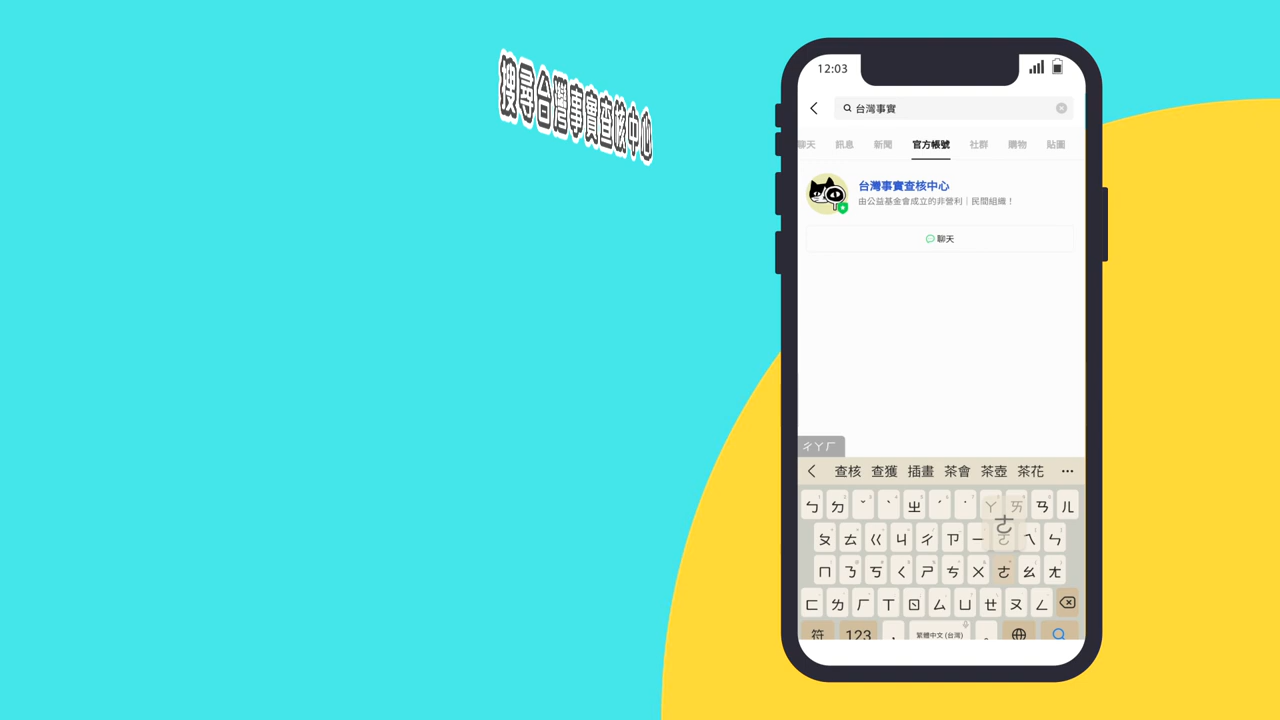 搜尋台灣事實查核中心
12:03
台灣事實
聊天 訊息 新聞 官方帳號 社群 購物 貼圖
台灣事實查核中心
由公益基金會成立的非營利｜民間組織！
聊天
ㄔㄚㄏ
查核 查獲 插畫 茶會 茶壺 茶花 …
ㄅ ㄉ ˇ ˋ ㄓ ˊ ˙ ㄚ ㄞ ㄢ ㄦ
ㄜ
ㄆ ㄊ ㄍ ㄐ ㄔ ㄗ ㄧ ㄛ ㄟ ㄣ
ㄇ ㄋ ㄎ ㄑ ㄕ ㄘ ㄨ ㄜ ㄠ ㄤ
ㄈ ㄌ ㄏ ㄒ ㄖ ㄙ ㄩ ㄝ ㄡ ㄥ
符 123 , 繁體中文 (台灣) 。